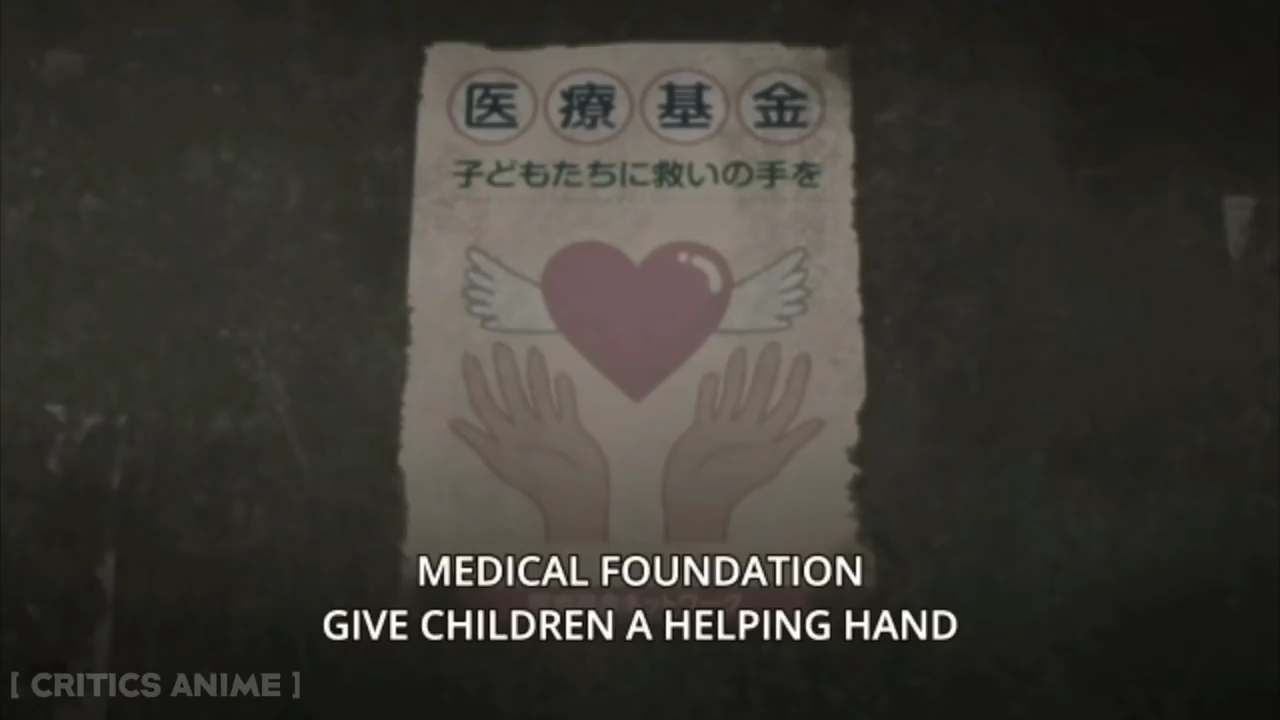 医療基金
子どもたちに救いの手を
MEDICAL FOUNDATION
GIVE CHILDREN A HELPING HAND
[ CRITICS ANIME ]